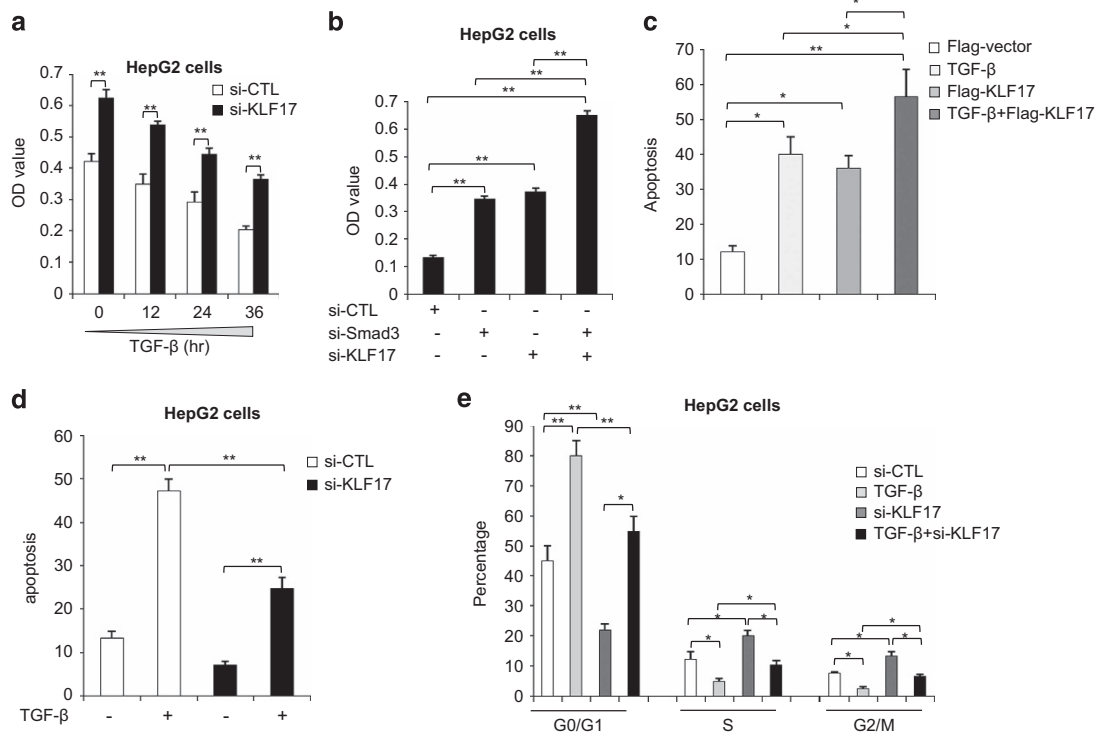 a
HepG2 cells
si-CTL
si-KLF17
** ** ** **
OD value
0.7
0.6
0.5
0.4
0.3
0.2
0.1
0
0 12 24 36
TGF-β (hr)
b
HepG2 cells
**
**
**
**
**
OD value
0.7
0.6
0.5
0.4
0.3
0.2
0.1
0
si-CTL + - - -
si-Smad3 - + - +
si-KLF17 - - + +
c
*
*
**
*
*
Apoptosis
70
60
50
40
30
20
10
0
Flag-vector
TGF-β
Flag-KLF17
TGF-β+Flag-KLF17
d
HepG2 cells
** **
**
si-CTL
si-KLF17
apoptosis
60
50
40
30
20
10
0
TGF-β - + - +
e
HepG2 cells
**
** **
*
*
* *
*
*
* *
*
si-CTL
TGF-β
si-KLF17
TGF-β+si-KLF17
Percentage
90
80
70
60
50
40
30
20
10
0
G0/G1 S G2/M